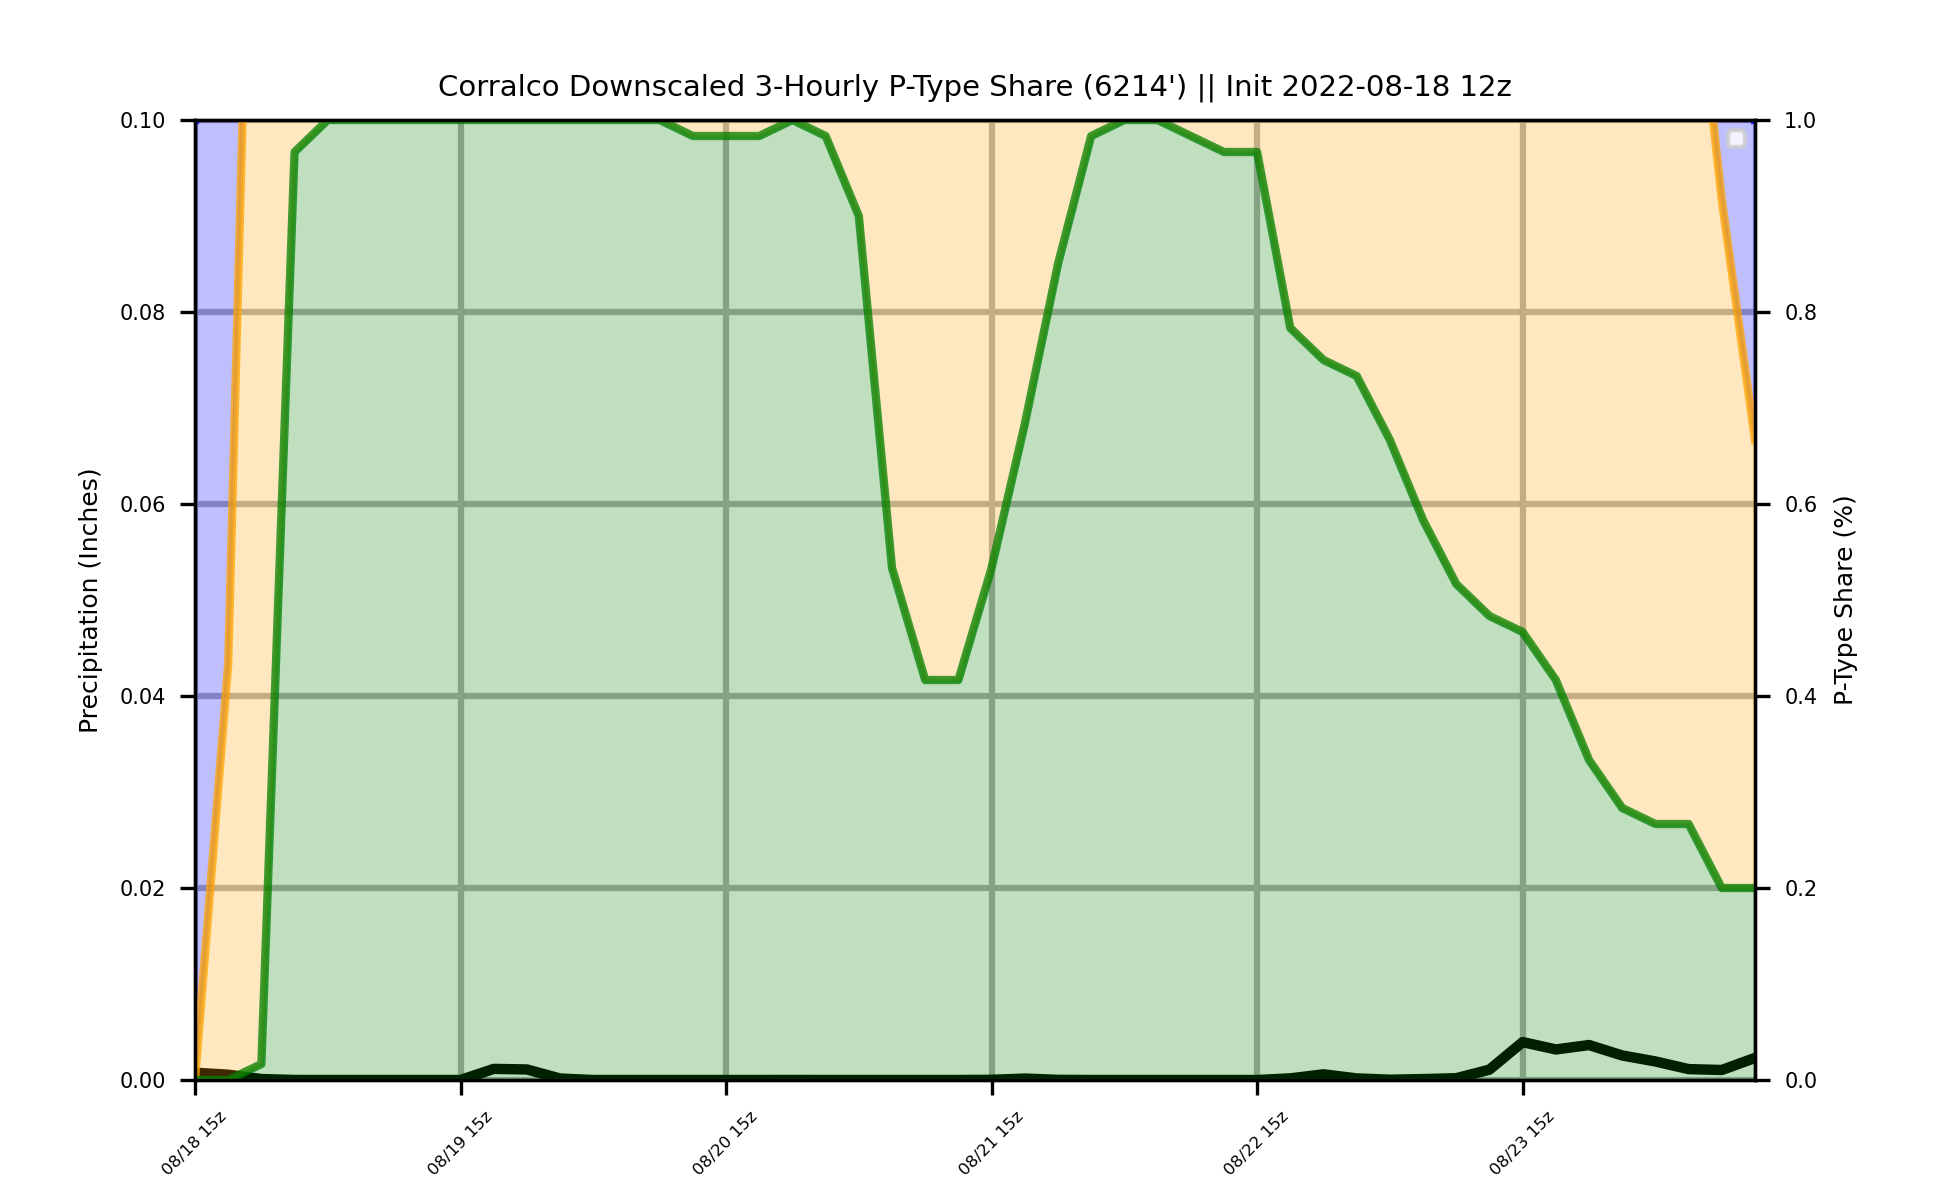 Corralco Downscaled 3-Hourly P-Type Share (6214') || Init 2022-08-18 12z
0.10
0.08
0.06
0.04
0.02
0.00
Precipitation (Inches)
1.0
0.8
0.6
0.4
0.2
0.0
P-Type Share (%)
08/18 15z
08/19 15z
08/20 15z
08/21 15z
08/22 15z
08/23 15z